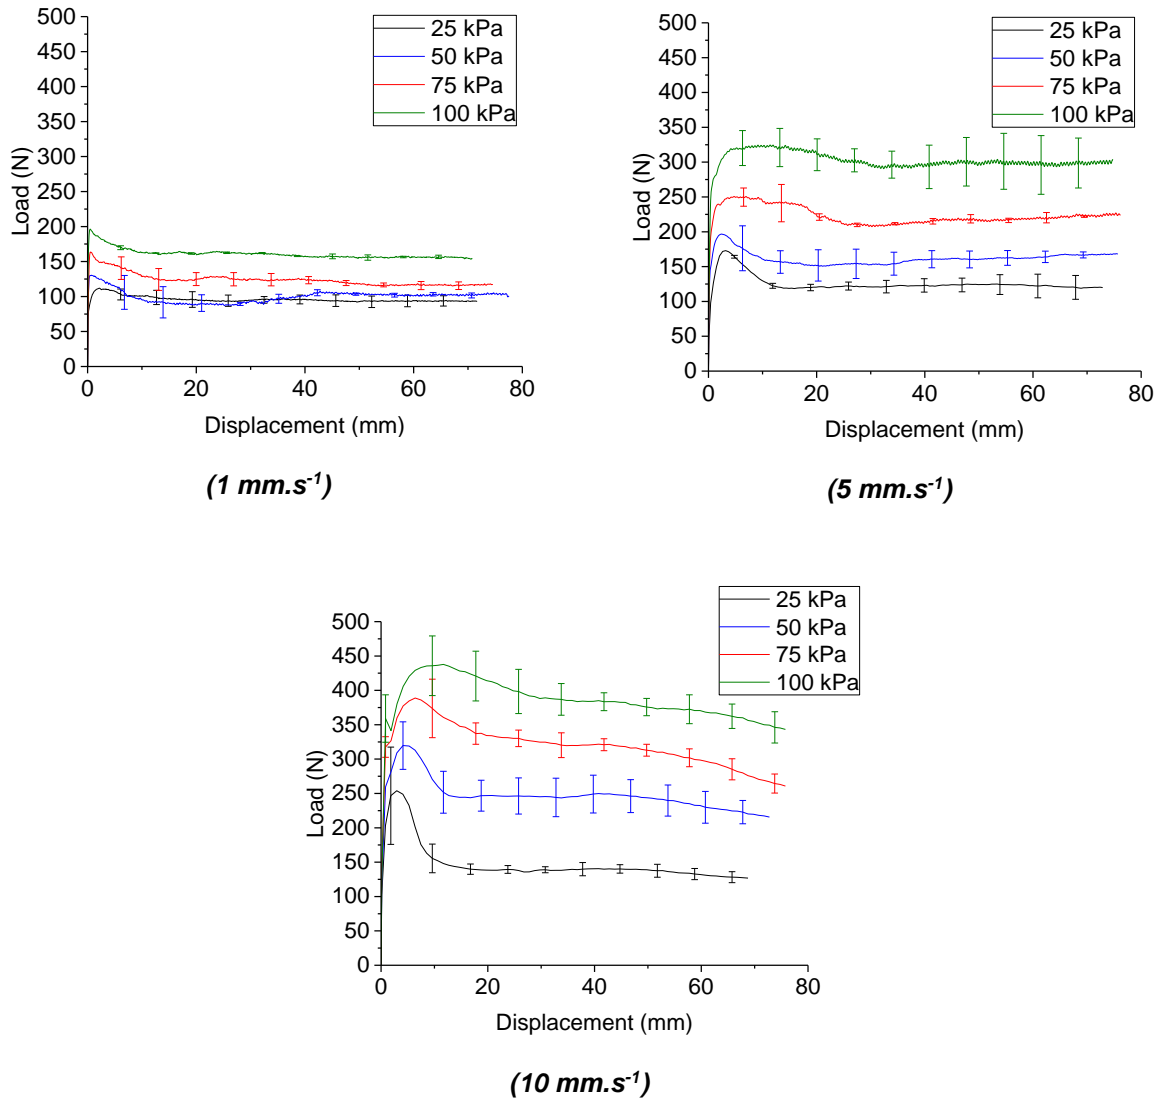 500
450
400
350
300
250
200
150
100
50
0
Load (N)
0 20 40 60 80
Displacement (mm)
25 kPa
50 kPa
75 kPa
100 kPa
(1 mm.s-1)
500
450
400
350
300
250
200
150
100
50
0
Load (N)
0 20 40 60 80
Displacement (mm)
25 kPa
50 kPa
75 kPa
100 kPa
(5 mm.s-1)
500
450
400
350
300
250
200
150
100
50
0
Load (N)
0 20 40 60 80
Displacement (mm)
25 kPa
50 kPa
75 kPa
100 kPa
(10 mm.s-1)